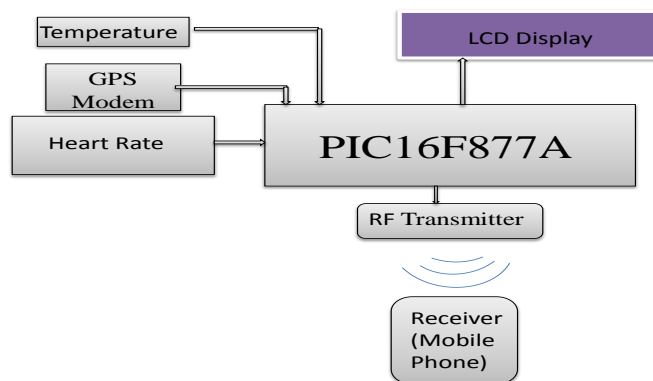 Temperature
LCD Display
GPS
Modem
Heart Rate
PIC16F877A
RF Transmitter
Receiver
(Mobile
Phone)